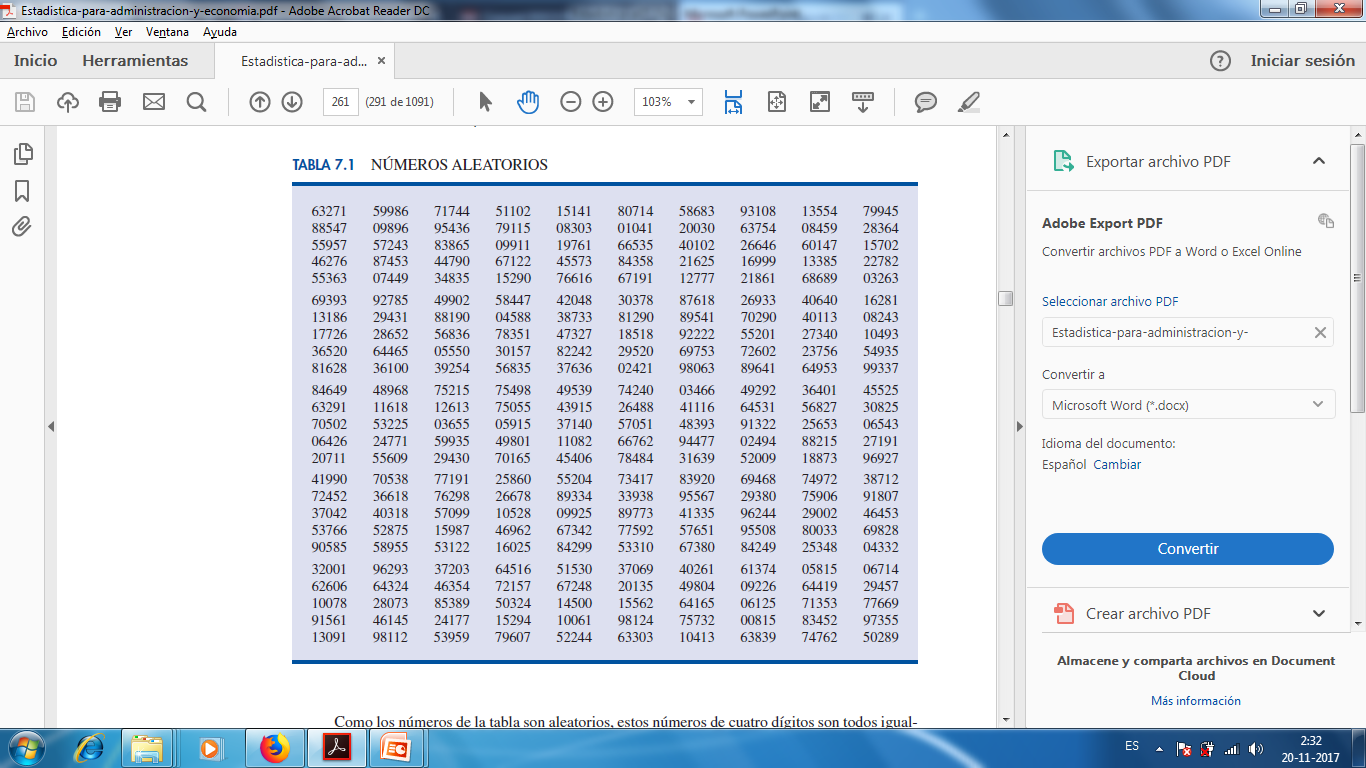 Estadistica-para-administracion-y-economia.pdf - Adobe Acrobat Reader DC
Archivo Edición Ver Ventana Ayuda
Inicio Herramientas Estadistica-para-ad... Iniciar sesión
261 (291 de 1091) 103%
TABLA 7.1 NÚMEROS ALEATORIOS
63271 59986 71744 51102 15141 80714 58683 93108 13554 79945
88547 09896 95436 79115 08303 01041 20030 63754 08459 28364
55957 57243 83865 09911 19761 66535 40102 26646 60147 15702
46276 87453 44790 67122 45573 84358 21625 16999 13385 22782
55363 07449 34835 15290 76616 67191 12777 21861 68689 03263
69393 92785 49902 58447 42048 30378 87618 26933 40640 16281
13186 29431 88190 04588 38733 81290 89541 70290 40113 08243
17726 28652 56836 78351 47327 18518 92222 55201 27340 10493
36520 64465 05550 30157 82242 29520 69753 72602 23756 54935
81628 36100 39254 56835 37636 02421 98063 89641 64953 99337
84649 48968 75215 75498 49539 74240 03466 49292 36401 45525
63291 11618 12613 75055 43915 26488 41116 64531 56827 30825
70502 53225 03655 05915 37140 57051 48393 91322 25653 06543
06426 24771 59935 49801 11082 66762 94477 02494 88215 27191
20711 55609 29430 70165 45406 78484 31639 52009 18873 96927
41990 70538 77191 25860 55204 73417 83920 69468 74972 38712
72452 36618 76298 26678 89334 33938 95567 29380 75906 91807
37042 40318 57099 10528 09925 89773 41335 96244 29002 46453
53766 52875 15987 46962 67342 77592 57651 95508 80033 69828
90585 58955 53122 16025 84299 53310 67380 84249 25348 04332
32001 96293 37203 64516 51530 37069 40261 61374 05815 06714
62606 64324 46354 72157 67248 20135 49804 09226 64419 29457
10078 28073 85389 50324 14500 15562 64165 06125 71353 77669
91561 46145 24177 15294 10061 98124 75732 00815 83452 97355
13091 98112 53959 79607 52244 63303 10413 63839 74762 50289
Como los números de la tabla son aleatorios, estos números de cuatro dígitos son todos igual-
Exportar archivo PDF
Adobe Export PDF
Convertir archivos PDF a Word o Excel Online
Seleccionar archivo PDF
Estadistica-para-administracion-y-
Convertir a
Microsoft Word (*.docx)
Idioma del documento:
Español Cambiar
Convertir
Crear archivo PDF
Almacene y comparta archivos en Document
Cloud
Más información
ES
2:32
20-11-2017